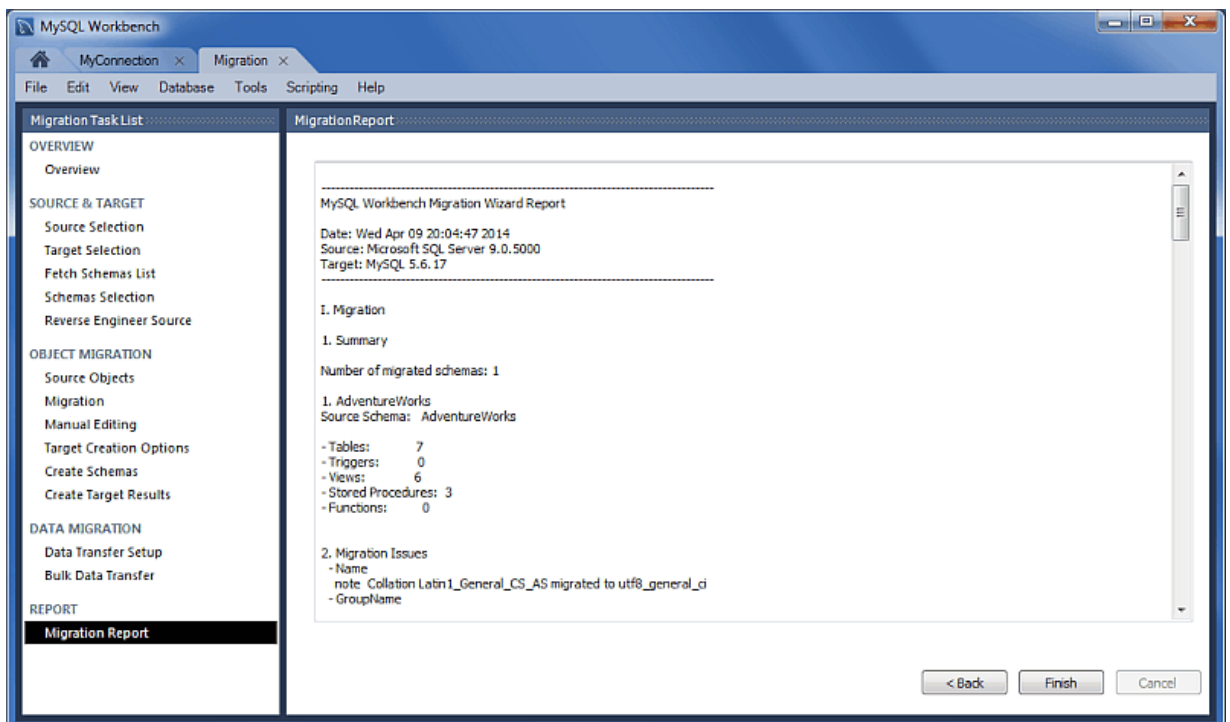 MySQL Workbench
MyConnection
Migration
File Edit View Database Tools Scripting Help
Migration Task List
OVERVIEW
Overview
SOURCE & TARGET
Source Selection
Target Selection
Fetch Schemas List
Schemas Selection
Reverse Engineer Source
OBJECT MIGRATION
Source Objects
Migration
Manual Editing
Target Creation Options
Create Schemas
Create Target Results
DATA MIGRATION
Data Transfer Setup
Bulk Data Transfer
REPORT
Migration Report
Migration Report
------------------------------------------------------------------------------------
MySQL Workbench Migration Wizard Report
Date: Wed Apr 09 20:04:47 2014
Source: Microsoft SQL Server 9.0.5000
Target: MySQL 5.6.17
------------------------------------------------------------------------------------
I. Migration
1. Summary
Number of migrated schemas: 1
1. AdventureWorks
Source Schema: AdventureWorks
- Tables: 7
- Triggers: 0
- Views: 6
- Stored Procedures: 3
- Functions: 0
2. Migration Issues
- Name
note Collation Latin1_General_CS_AS migrated to utf8_general_ci
- GroupName
< Back Finish Cancel